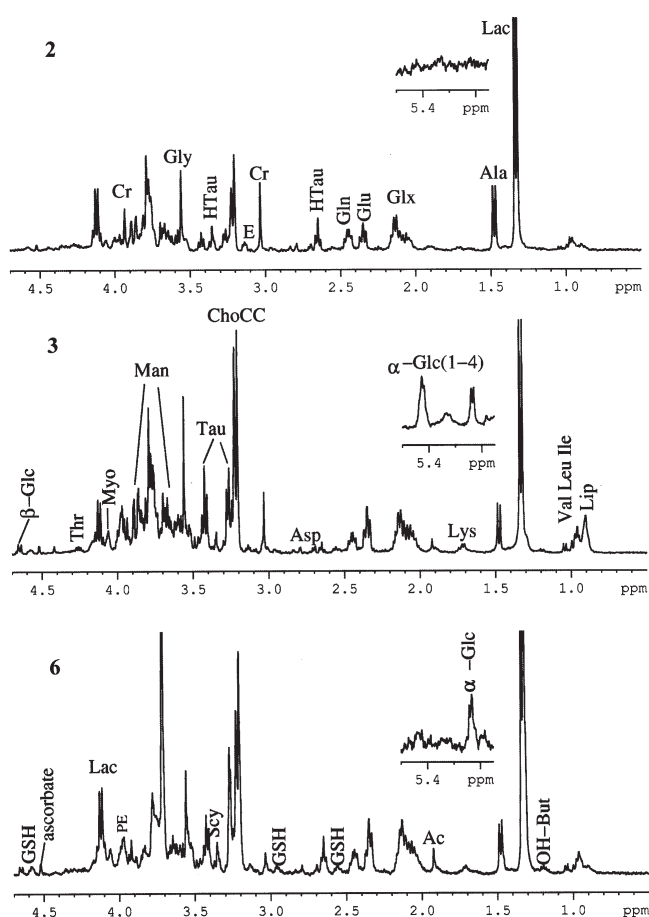 2
Lac
5.4 ppm
Gly
Cr
HTau
E
Cr
HTau
Gln
Glu
Glx
Ala
4.5 4.0 3.5 3.0 2.5 2.0 1.5 1.0 ppm
3
ChoCC
α-Glc(1-4)
Man
5.4 ppm
Tau
β-Glc
Thr
Myo
Asp
Lys
Val Leu Ile
Lip
4.5 4.0 3.5 3.0 2.5 2.0 1.5 1.0 ppm
6
α-Glc
5.4 ppm
Lac
GSH
ascorbate
PE
Scy
GSH
GSH
Ac
OH-But
4.5 4.0 3.5 3.0 2.5 2.0 1.5 1.0 ppm